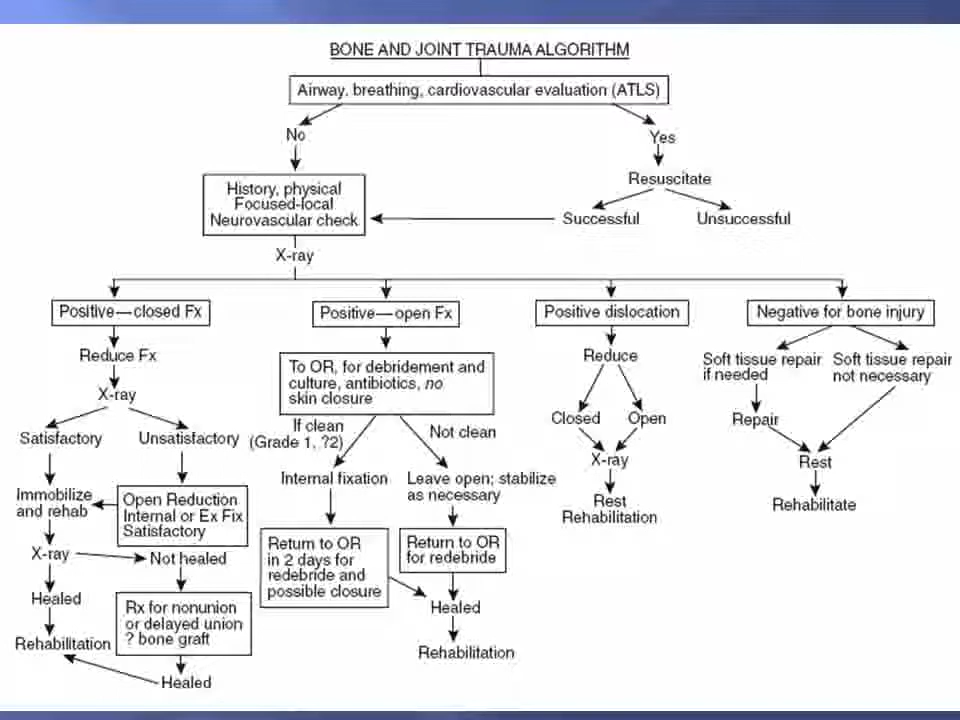 BONE AND JOINT TRAUMA ALGORITHM
Airway, breathing, cardiovascular evaluation (ATLS)
No
Yes
Resuscitate
Successful
Unsuccessful
History, physical
Focused-local
Neurovascular check
X-ray
Positive—closed Fx
Reduce Fx
X-ray
Satisfactory
Unsatisfactory
Immobilize
and rehab
Open Reduction
Internal or Ex Fix
Satisfactory
X-ray
Not healed
Healed
Rehabilitation
Rx for nonunion
or delayed union
? bone graft
Healed
Positive—open Fx
To OR, for debridement and
culture, antibiotics, no
skin closure
If clean
(Grade 1, ?2)
Not clean
Internal fixation
Leave open; stabilize
as necessary
Return to OR
in 2 days for
redebride and
possible closure
Return to OR
for redebride
Healed
Rehabilitation
Positive dislocation
Reduce
Closed
Open
X-ray
Rest
Rehabilitation
Negative for bone injury
Soft tissue repair
if needed
Soft tissue repair
not necessary
Repair
Rest
Rehabilitate